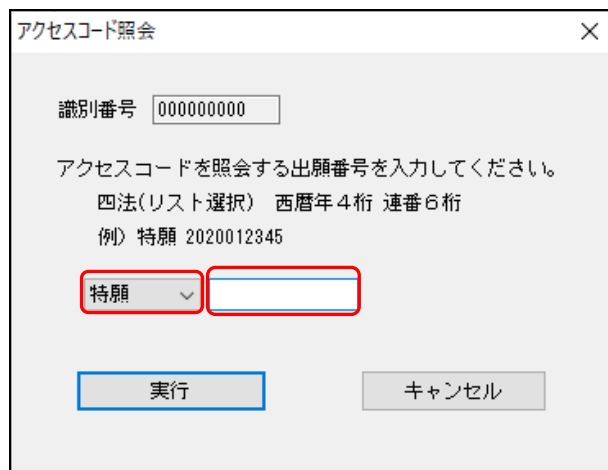 アクセスコード照会
識別番号 000000000
アクセスコードを照会する出願番号を入力してください。
四法(リスト選択) 西暦年4桁 連番6桁
例) 特願 2020012345
特願
実行 キャンセル